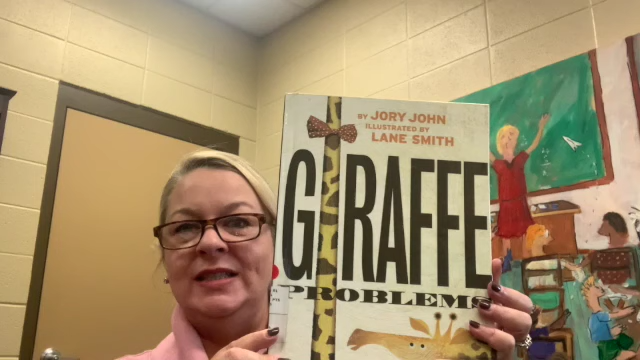 BY JORY JOHN
ILLUSTRATED BY
LANE SMITH
GIRAFFE
PROBLEMS